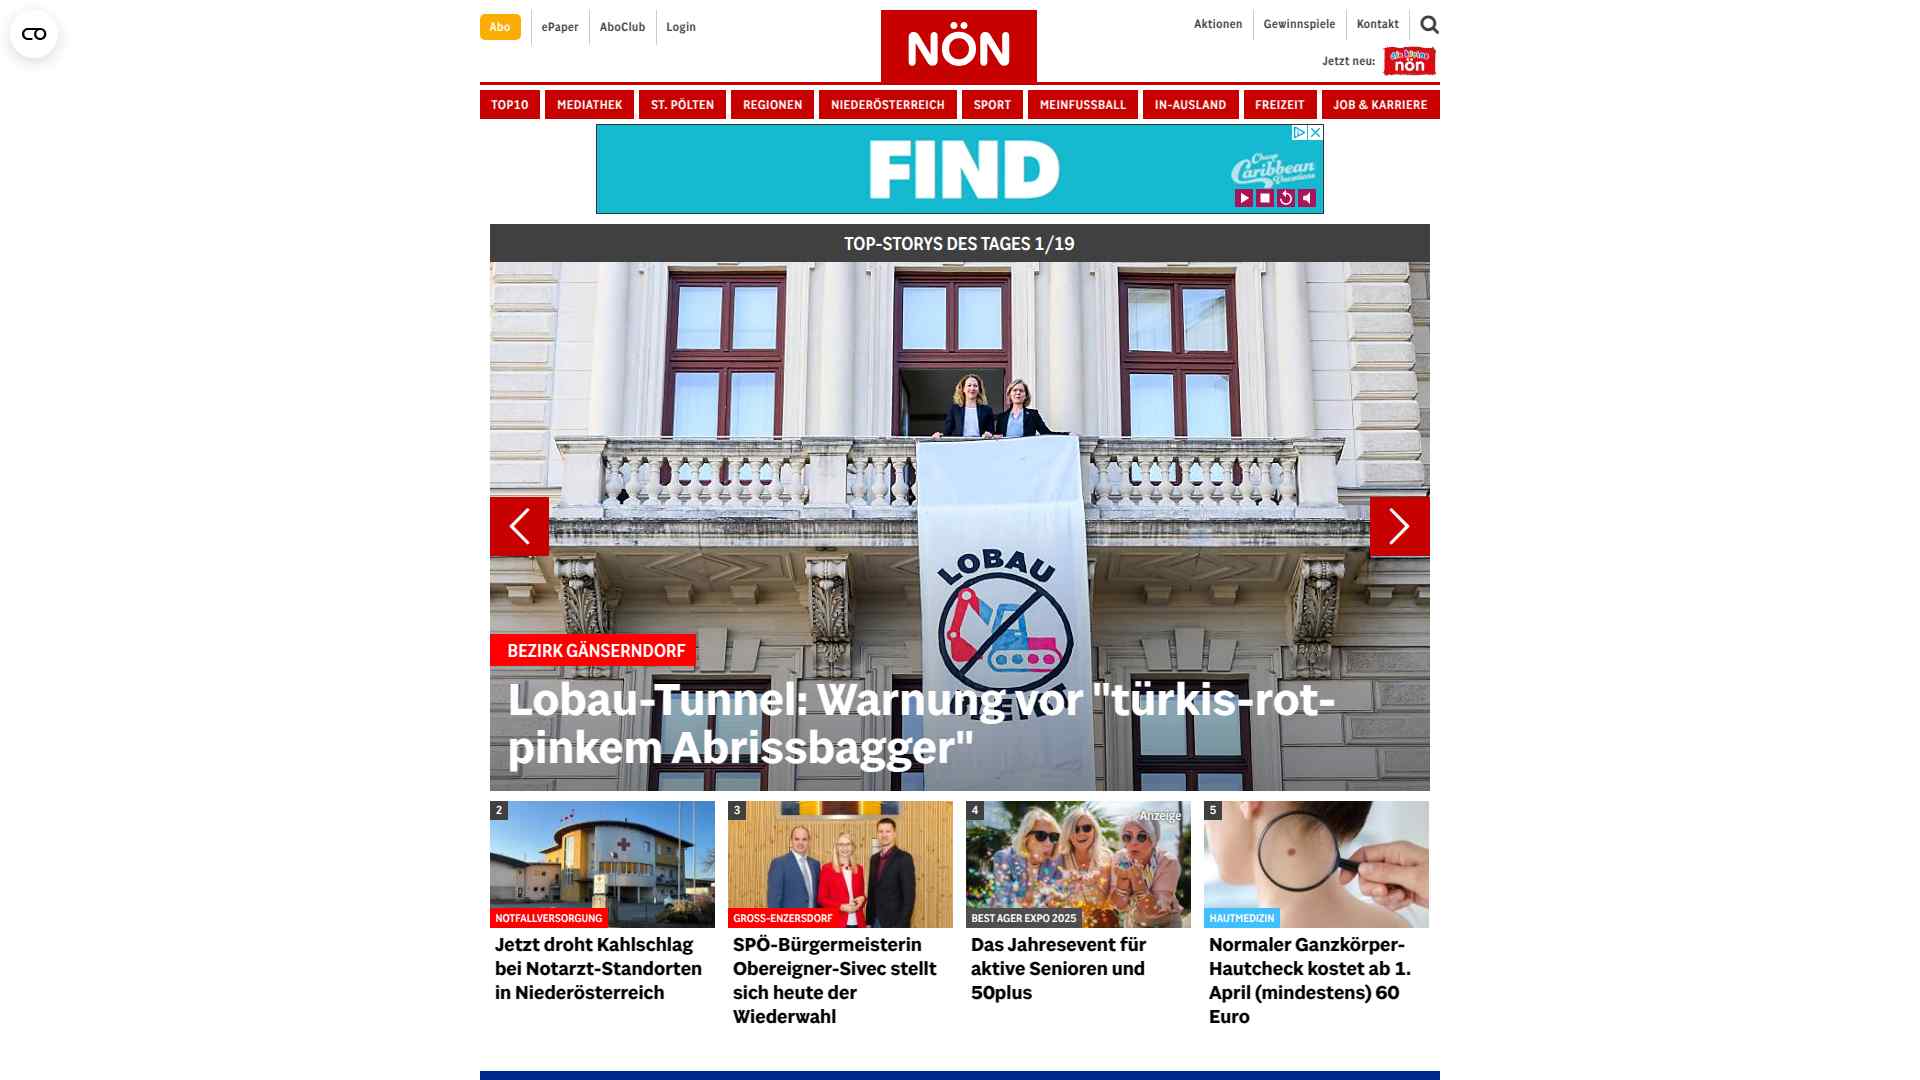 Abo
ePaper
AboClub
Login
NÖN
Aktionen
Gewinnspiele
Kontakt
Jetzt neu:
die kleine
nön
TOP10
MEDIATHEK
ST. PÖLTEN
REGIONEN
NIEDERÖSTERREICH
SPORT
MEINFUSSBALL
IN-AUSLAND
FREIZEIT
JOB & KARRIERE
FIND
Cheap
Caribbean
Vacations
TOP-STORYS DES TAGES 1/19
LOBAU
BEZIRK GÄNSERNDORF
Lobau-Tunnel: Warnung vor "türkis-rot-
pinkem Abrissbagger"
2
NOTFALLVERSORGUNG
Jetzt droht Kahlschlag
bei Notarzt-Standorten
in Niederösterreich
3
GROSS-ENZERSDORF
SPÖ-Bürgermeisterin
Obereigner-Sivec stellt
sich heute der
Wiederwahl
4
Anzeige
BEST AGER EXPO 2025
Das Jahresevent für
aktive Senioren und
50plus
5
HAUTMEDIZIN
Normaler Ganzkörper-
Hautcheck kostet ab 1.
April (mindestens) 60
Euro